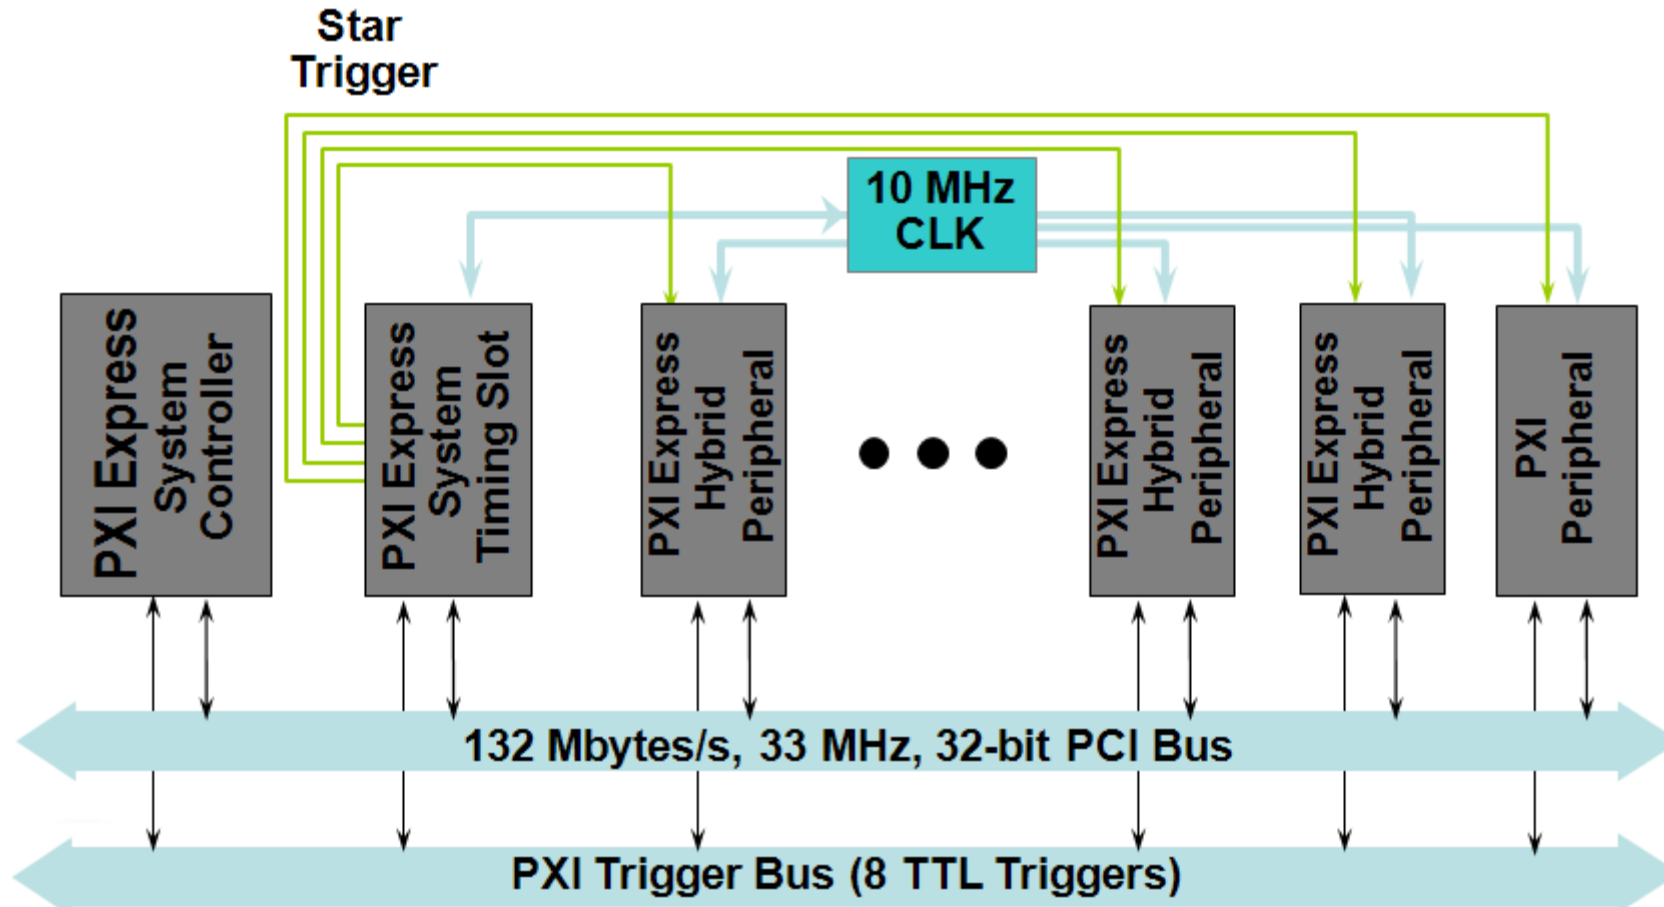 Star
Trigger
10 MHz
CLK
PXI Express
System
Controller
PXI Express
System
Timing Slot
PXI Express
Hybrid
Peripheral
PXI Express
Hybrid
Peripheral
PXI Express
Hybrid
Peripheral
PXI
Peripheral
132 Mbytes/s, 33 MHz, 32-bit PCI Bus
PXI Trigger Bus (8 TTL Triggers)